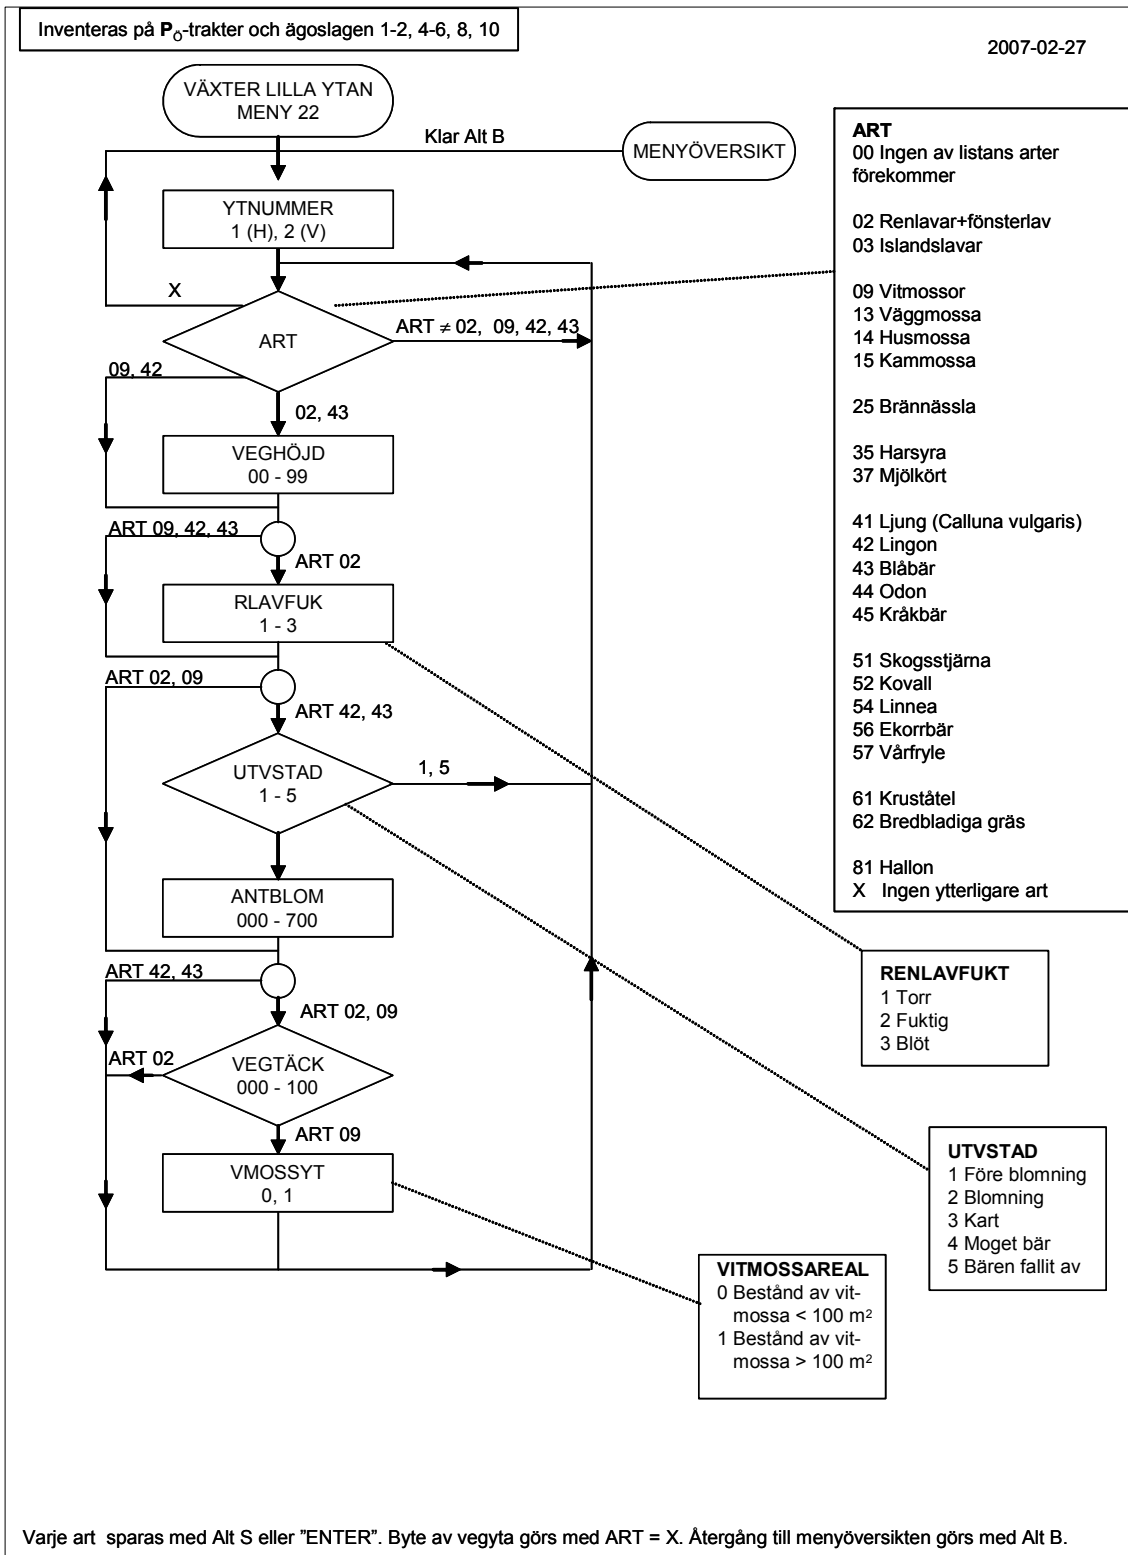 Inventeras på PÖ-trakter och ägoslagen 1-2, 4-6, 8, 10
2007-02-27
VÄXTER LILLA YTAN
MENY 22
Klar Alt B
MENYÖVERSIKT
YTNUMMER
1 (H), 2 (V)
X
ART
ART ≠ 02, 09, 42, 43
09, 42
02, 43
VEGHÖJD
00 - 99
ART 09, 42, 43
ART 02
RLAVFUK
1 - 3
ART 02, 09
ART 42, 43
UTVSTAD
1 - 5
1, 5
ANTBLOM
000 - 700
ART 42, 43
ART 02, 09
ART 02
VEGTÄCK
000 - 100
ART 09
VMOSSYT
0, 1
ART
00 Ingen av listans arter
förekommer
02 Renlavar+fönsterlav
03 Islandslavar
09 Vitmossor
13 Väggmossa
14 Husmossa
15 Kammossa
25 Brännässla
35 Harsyra
37 Mjölkört
41 Ljung (Calluna vulgaris)
42 Lingon
43 Blåbär
44 Odon
45 Kråkbär
51 Skogsstjärna
52 Kovall
54 Linnea
56 Ekorrbär
57 Vårfryle
61 Kruståtel
62 Bredbladiga gräs
81 Hallon
X Ingen ytterligare art
RENLAVFUKT
1 Torr
2 Fuktig
3 Blöt
UTVSTAD
1 Före blomning
2 Blomning
3 Kart
4 Moget bär
5 Bären fallit av
VITMOSSAREAL
0 Bestånd av vit-
mossa < 100 m²
1 Bestånd av vit-
mossa > 100 m²
Varje art sparas med Alt S eller "ENTER". Byte av vegyta görs med ART = X. Återgång till menyöversikten görs med Alt B.